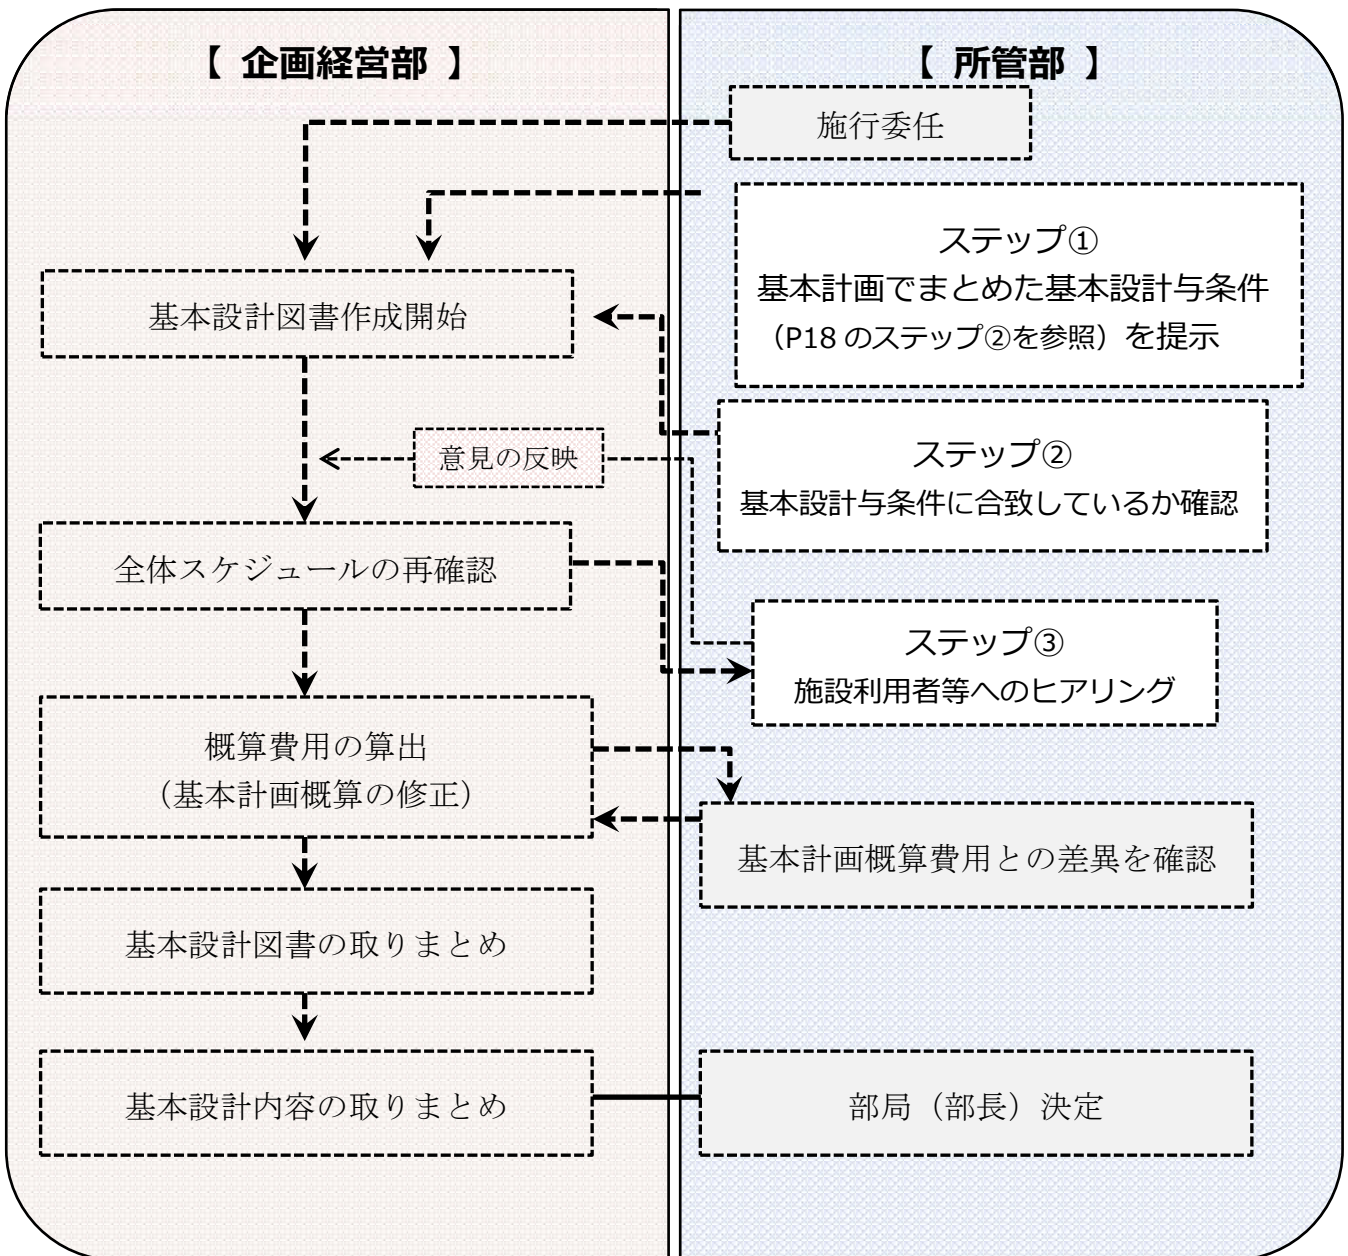 【 企画経営部 】
【 所管部 】
施行委任
ステップ①
基本計画でまとめた基本設計与条件
（P18 のステップ②を参照）を提示
基本設計図書作成開始
ステップ②
基本設計与条件に合致しているか確認
意見の反映
全体スケジュールの再確認
ステップ③
施設利用者等へのヒアリング
概算費用の算出
（基本計画概算の修正）
基本計画概算費用との差異を確認
基本設計図書の取りまとめ
基本設計内容の取りまとめ
部局（部長）決定